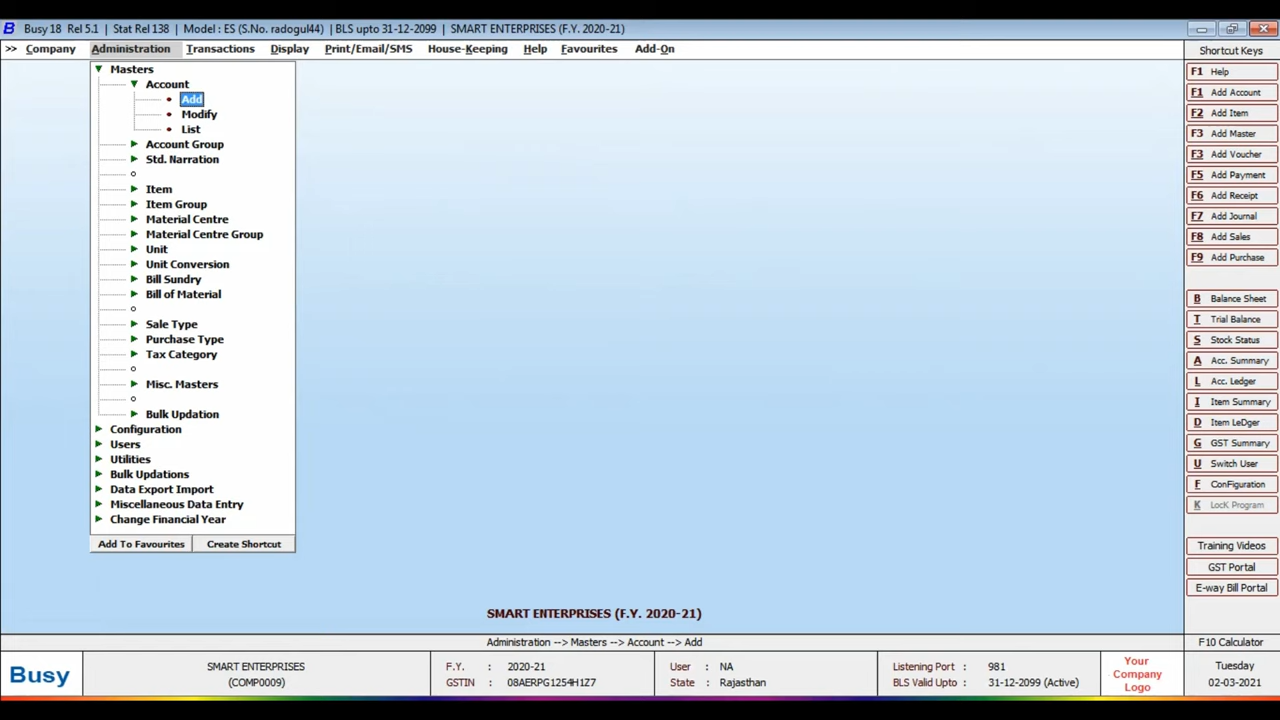 B Busy 18 Rel 5.1 | Stat Rel 138 | Model : ES (S.No. radogul44) | BLS upto 31-12-2099 | SMART ENTERPRISES (F.Y. 2020-21)
>> Company Administration Transactions Display Print/Email/SMS House-Keeping Help Favourites Add-On
Masters
Account
Add
Modify
List
Account Group
Std. Narration
Item
Item Group
Material Centre
Material Centre Group
Unit
Unit Conversion
Bill Sundry
Bill of Material
Sale Type
Purchase Type
Tax Category
Misc. Masters
Bulk Updation
Configuration
Users
Utilities
Bulk Updations
Data Export Import
Miscellaneous Data Entry
Change Financial Year
Add To Favourites Create Shortcut
Shortcut Keys
F1 Help
F1 Add Account
F2 Add Item
F3 Add Master
F3 Add Voucher
F5 Add Payment
F6 Add Receipt
F7 Add Journal
F8 Add Sales
F9 Add Purchase
B Balance Sheet
T Trial Balance
S Stock Status
A Acc. Summary
L Acc. Ledger
I Item Summary
D Item LeDger
G GST Summary
U Switch User
F ConFiguration
K LocK Program
Training Videos
GST Portal
E-way Bill Portal
SMART ENTERPRISES (F.Y. 2020-21)
Administration --> Masters --> Account --> Add
F10 Calculator
Busy
SMART ENTERPRISES
(COMP0009)
F.Y. : 2020-21
GSTIN : 08AERPG1254H1Z7
User : NA
State : Rajasthan
Listening Port : 981
BLS Valid Upto : 31-12-2099 (Active)
Your
Company
Logo
Tuesday
02-03-2021